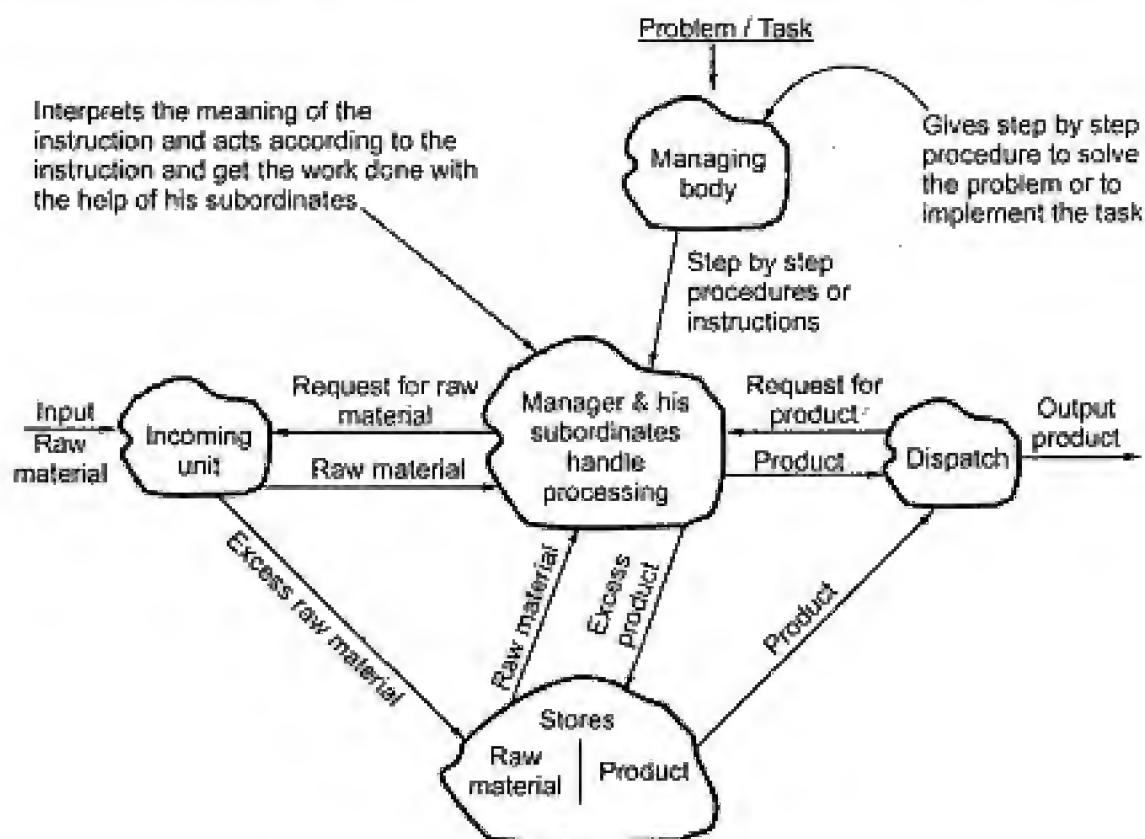 Problem / Task
Interprets the meaning of the
instruction and acts according to the
instruction and get the work done with
the help of his subordinates
Managing
body
Gives step by step
procedure to solve
the problem or to
implement the task
Step by step
procedures or
instructions
Input
Raw
material
Incoming
unit
Request for raw
material
Raw material
Manager & his
subordinates
handle
processing
Request for
product
Product
Dispatch
Output
product
Excess raw material
Raw material
Excess
product
Product
Stores
Raw
material
Product